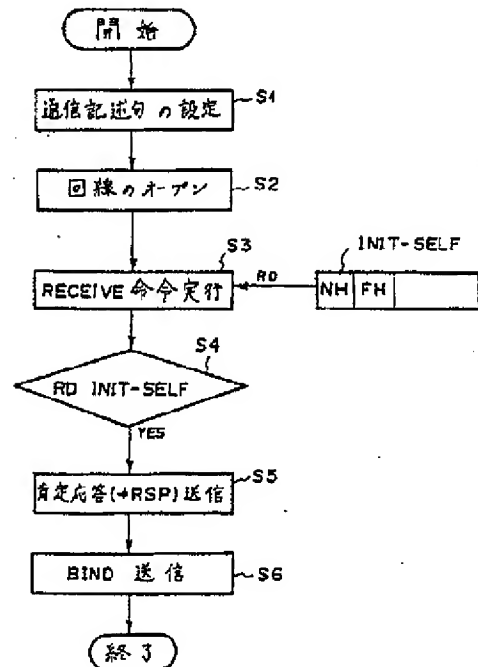 開始
通信記述句の設定
S1
回線のオープン
S2
S3
INIT-SELF
RECEIVE 命令実行
RD
NH FH
S4
RD INIT-SELF
YES
肯定応答(+RSP)送信
S5
BIND 送信
S6
終了